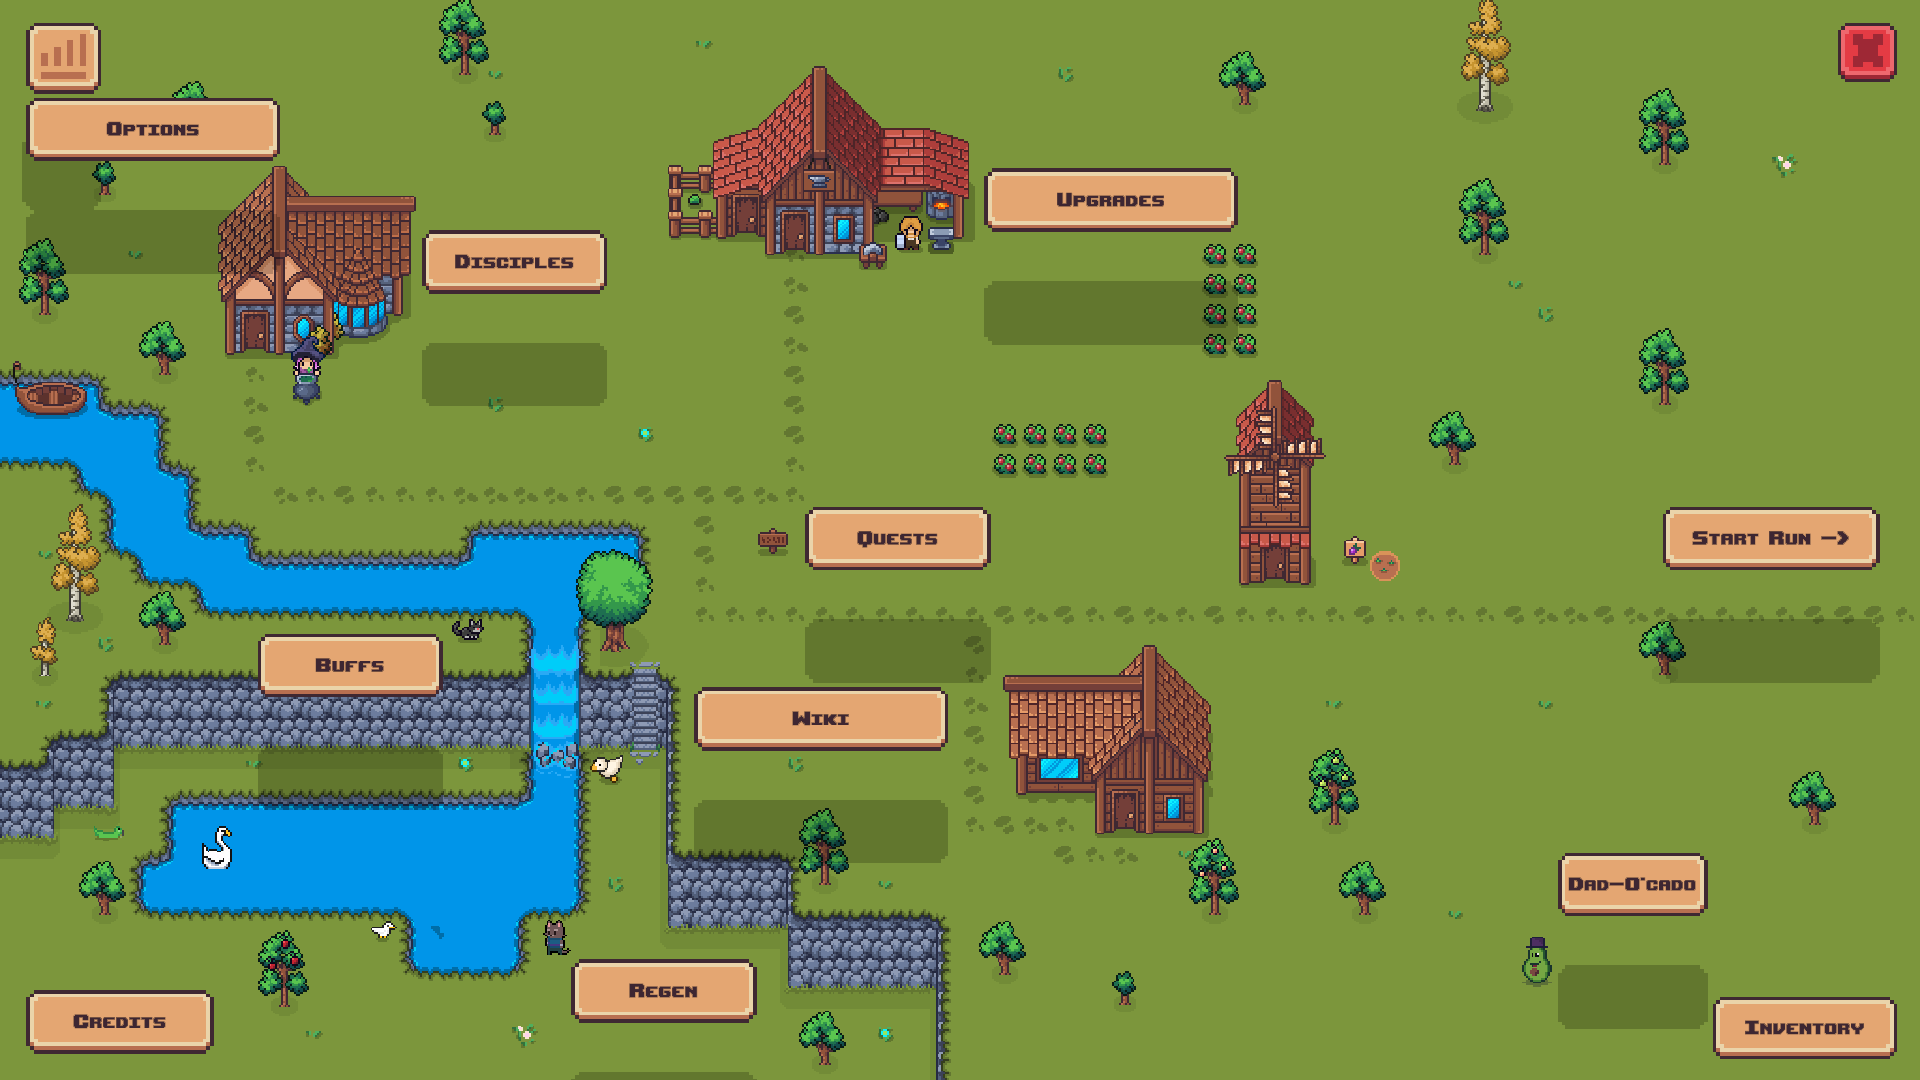 Options
Upgrades
Disciples
Quests
Start Run –>
Buffs
Wiki
Dad-O'cado
Regen
Credits
Inventory